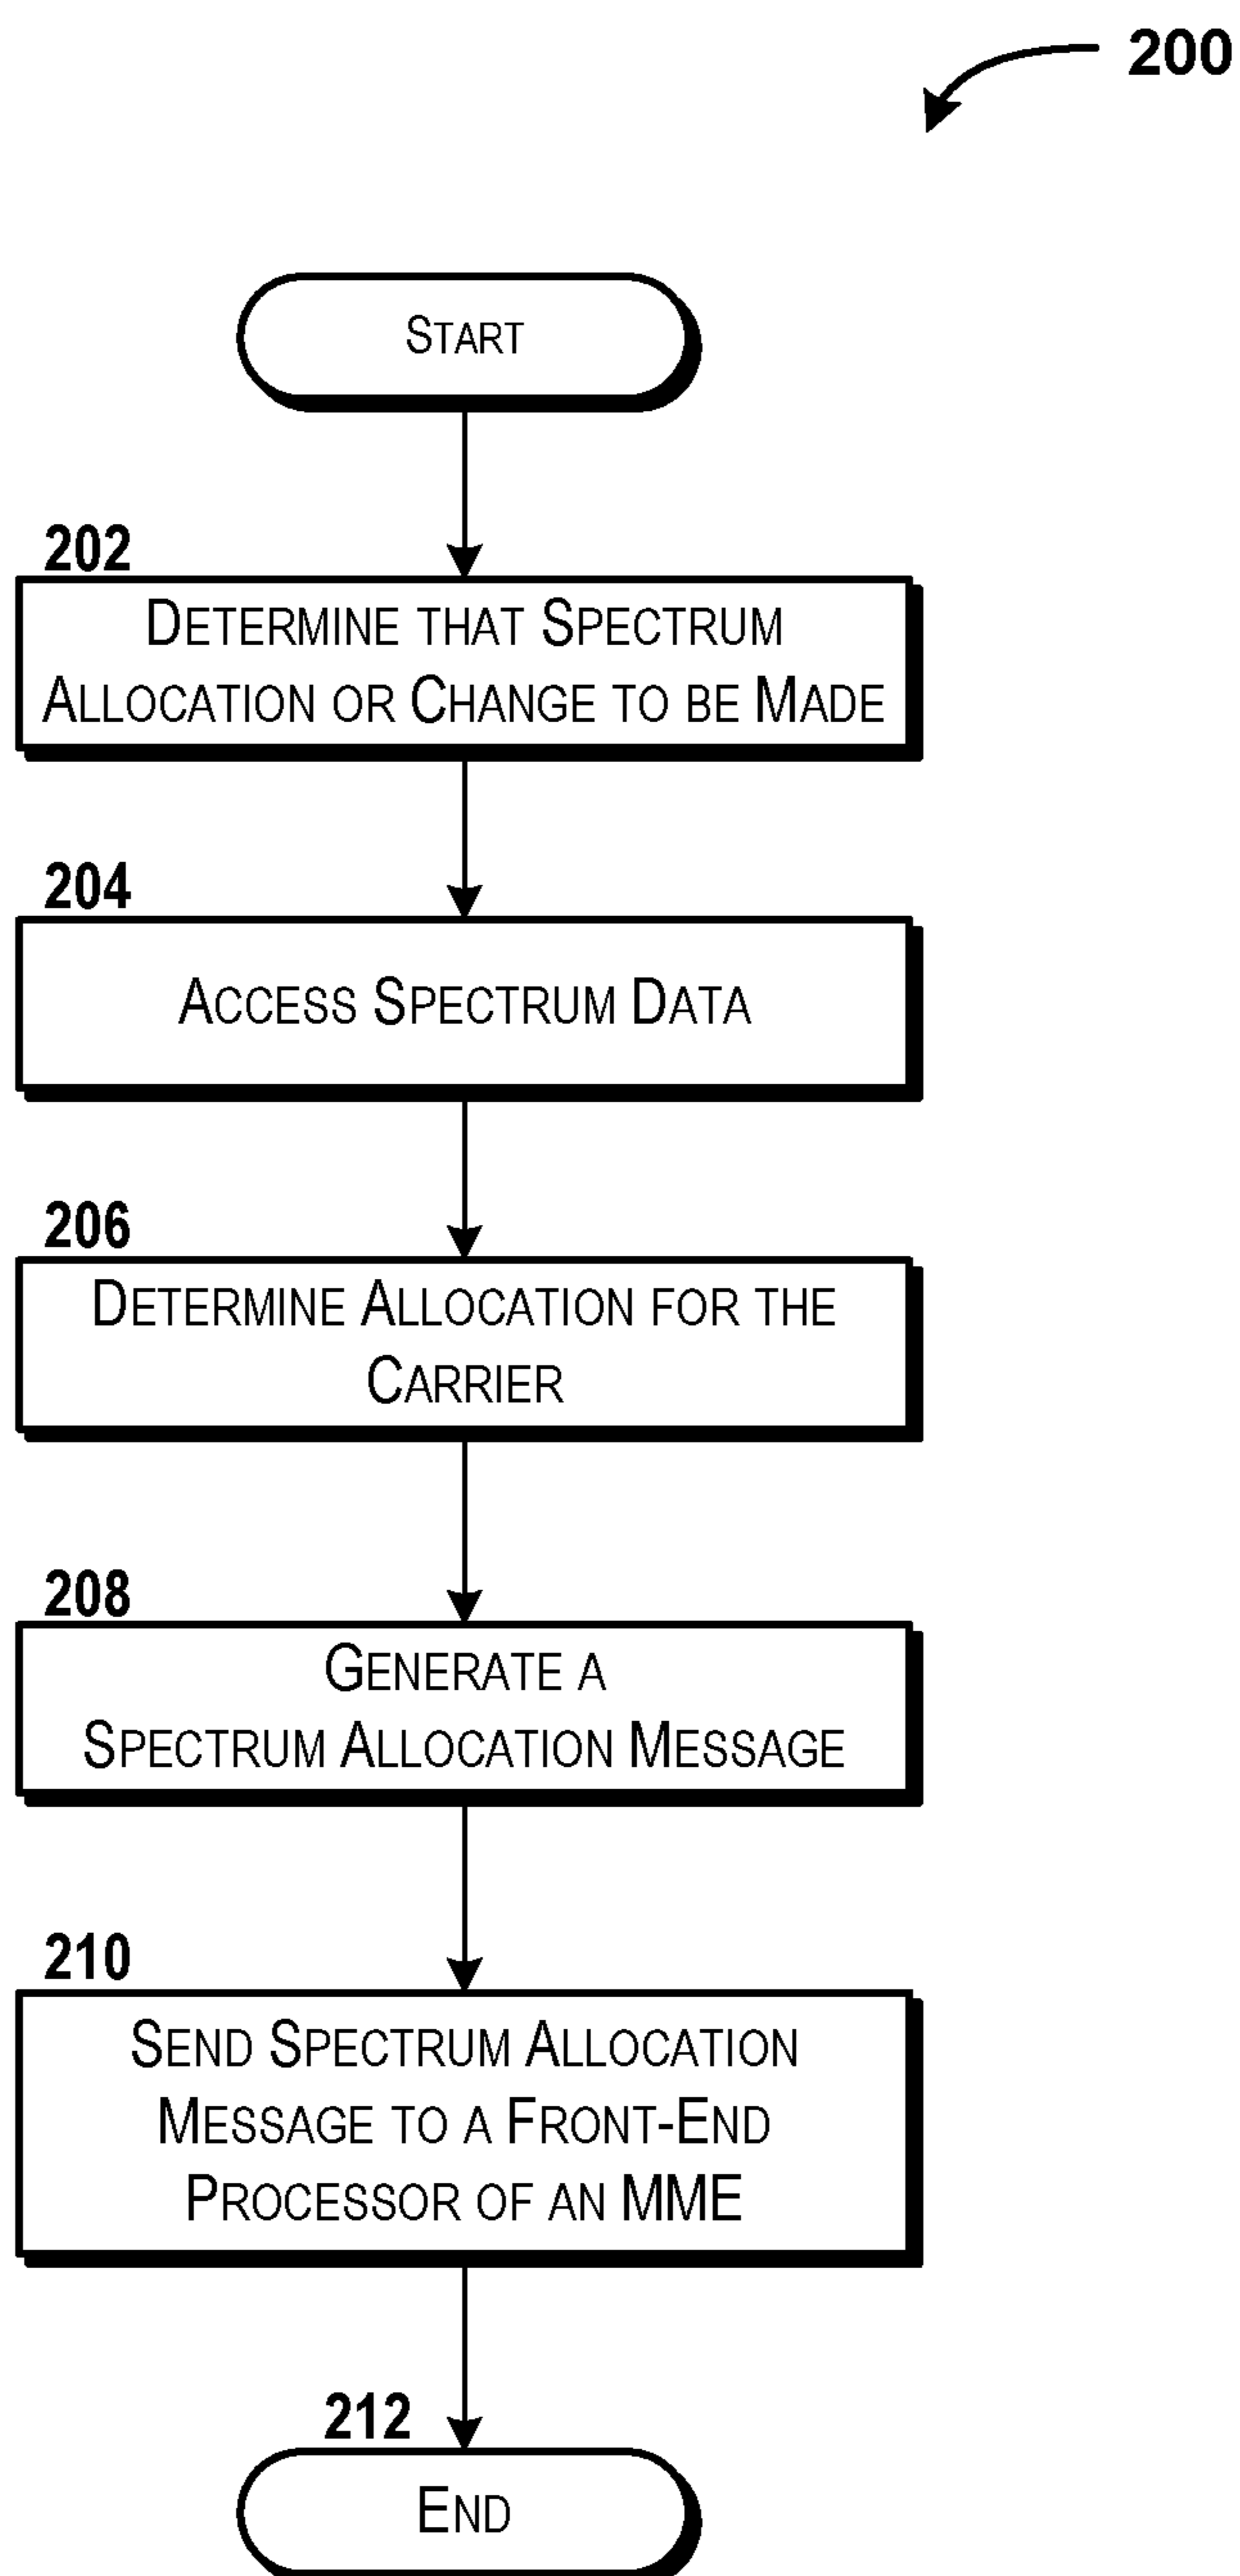 200
START
202
DETERMINE THAT SPECTRUM
ALLOCATION OR CHANGE TO BE MADE
204
ACCESS SPECTRUM DATA
206
DETERMINE ALLOCATION FOR THE
CARRIER
208
GENERATE A
SPECTRUM ALLOCATION MESSAGE
210
SEND SPECTRUM ALLOCATION
MESSAGE TO A FRONT-END
PROCESSOR OF AN MME
212
END